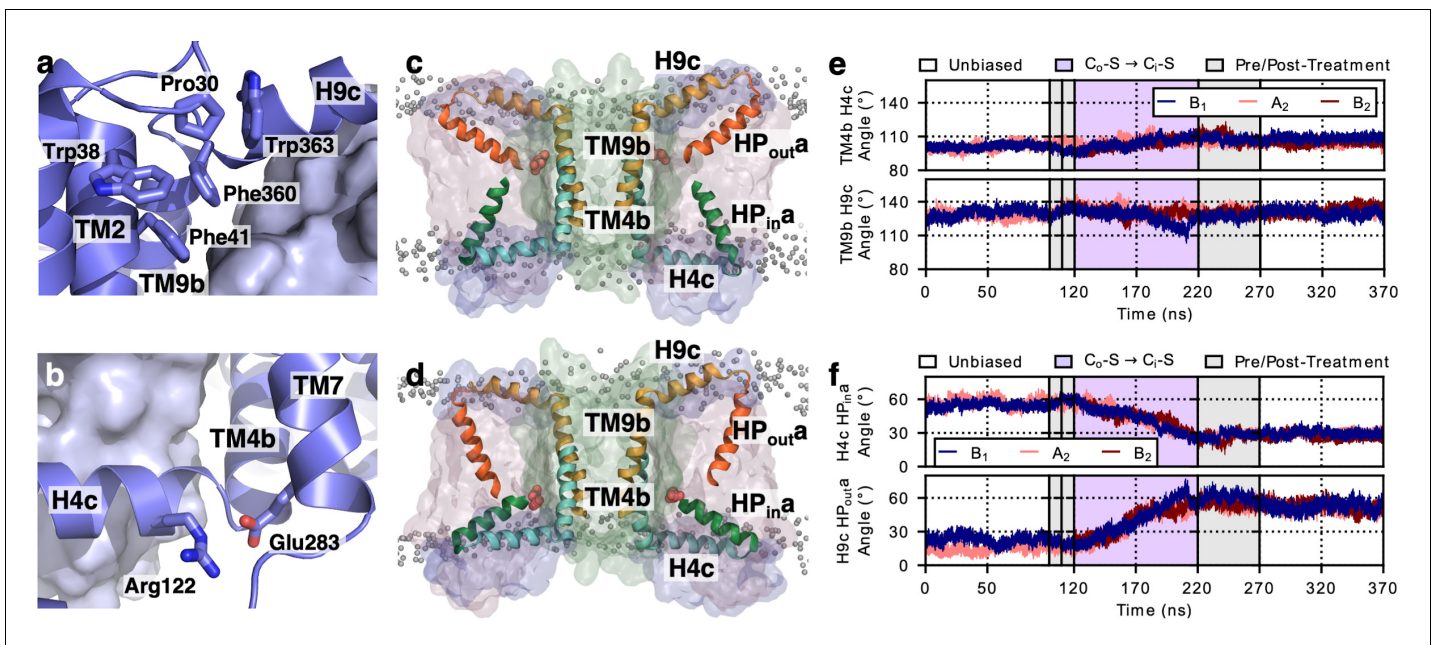 a
Pro30
H9c
Trp38
Trp363
Phe360
TM2
Phe41
TM9b
b
TM7
TM4b
H4c
Glu283
Arg122
c
H9c
TM9b
HPouta
TM4b
HPina
H4c
d
H9c
TM9b
HPouta
TM4b
HPina
H4c
e
Unbiased Co-S → Ci-S Pre/Post-Treatment
TM4b H4c
Angle (°)
140
110
80
B1 A2 B2
TM9b H9c
Angle (°)
140
110
80
0 50 120 170 220 270 320 370
Time (ns)
f
Unbiased Co-S → Ci-S Pre/Post-Treatment
H4c HPina
Angle (°)
60
30
0
B1 A2 B2
H9c HPouta
Angle (°)
60
30
0
0 50 120 170 220 270 320 370
Time (ns)